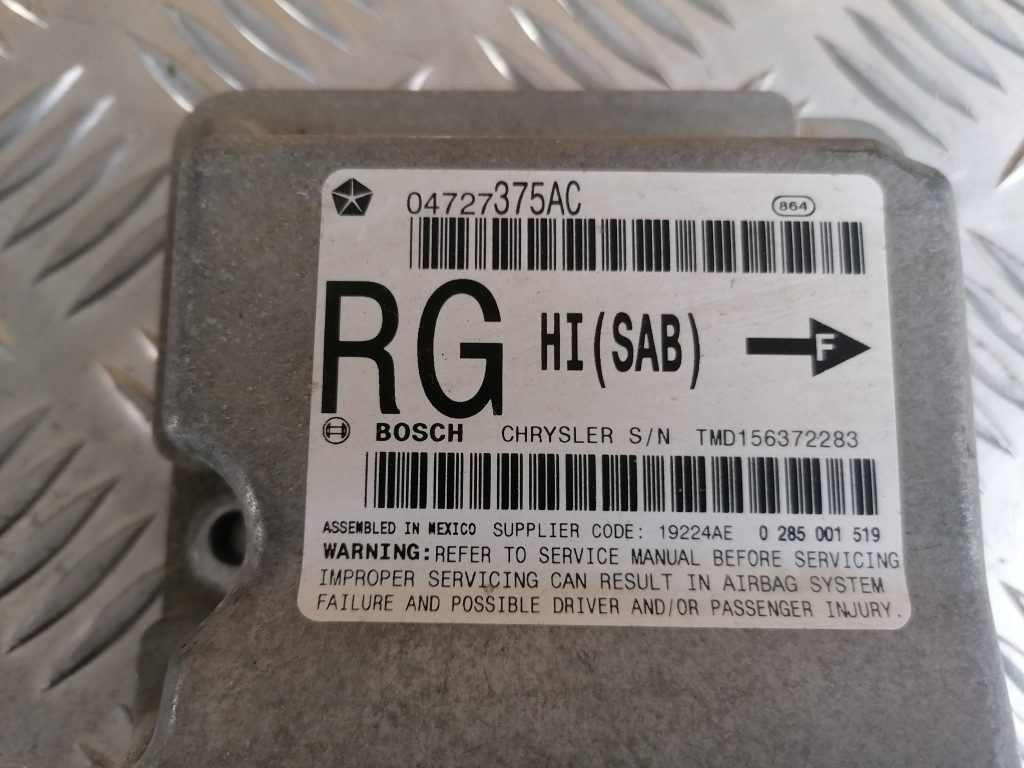 04727375AC 864
RG HI(SAB) F
BOSCH CHRYSLER S/N TMD156372283
ASSEMBLED IN MEXICO SUPPLIER CODE: 19224AE 0 285 001 519
WARNING: REFER TO SERVICE MANUAL BEFORE SERVICING
IMPROPER SERVICING CAN RESULT IN AIRBAG SYSTEM
FAILURE AND POSSIBLE DRIVER AND/OR PASSENGER INJURY.